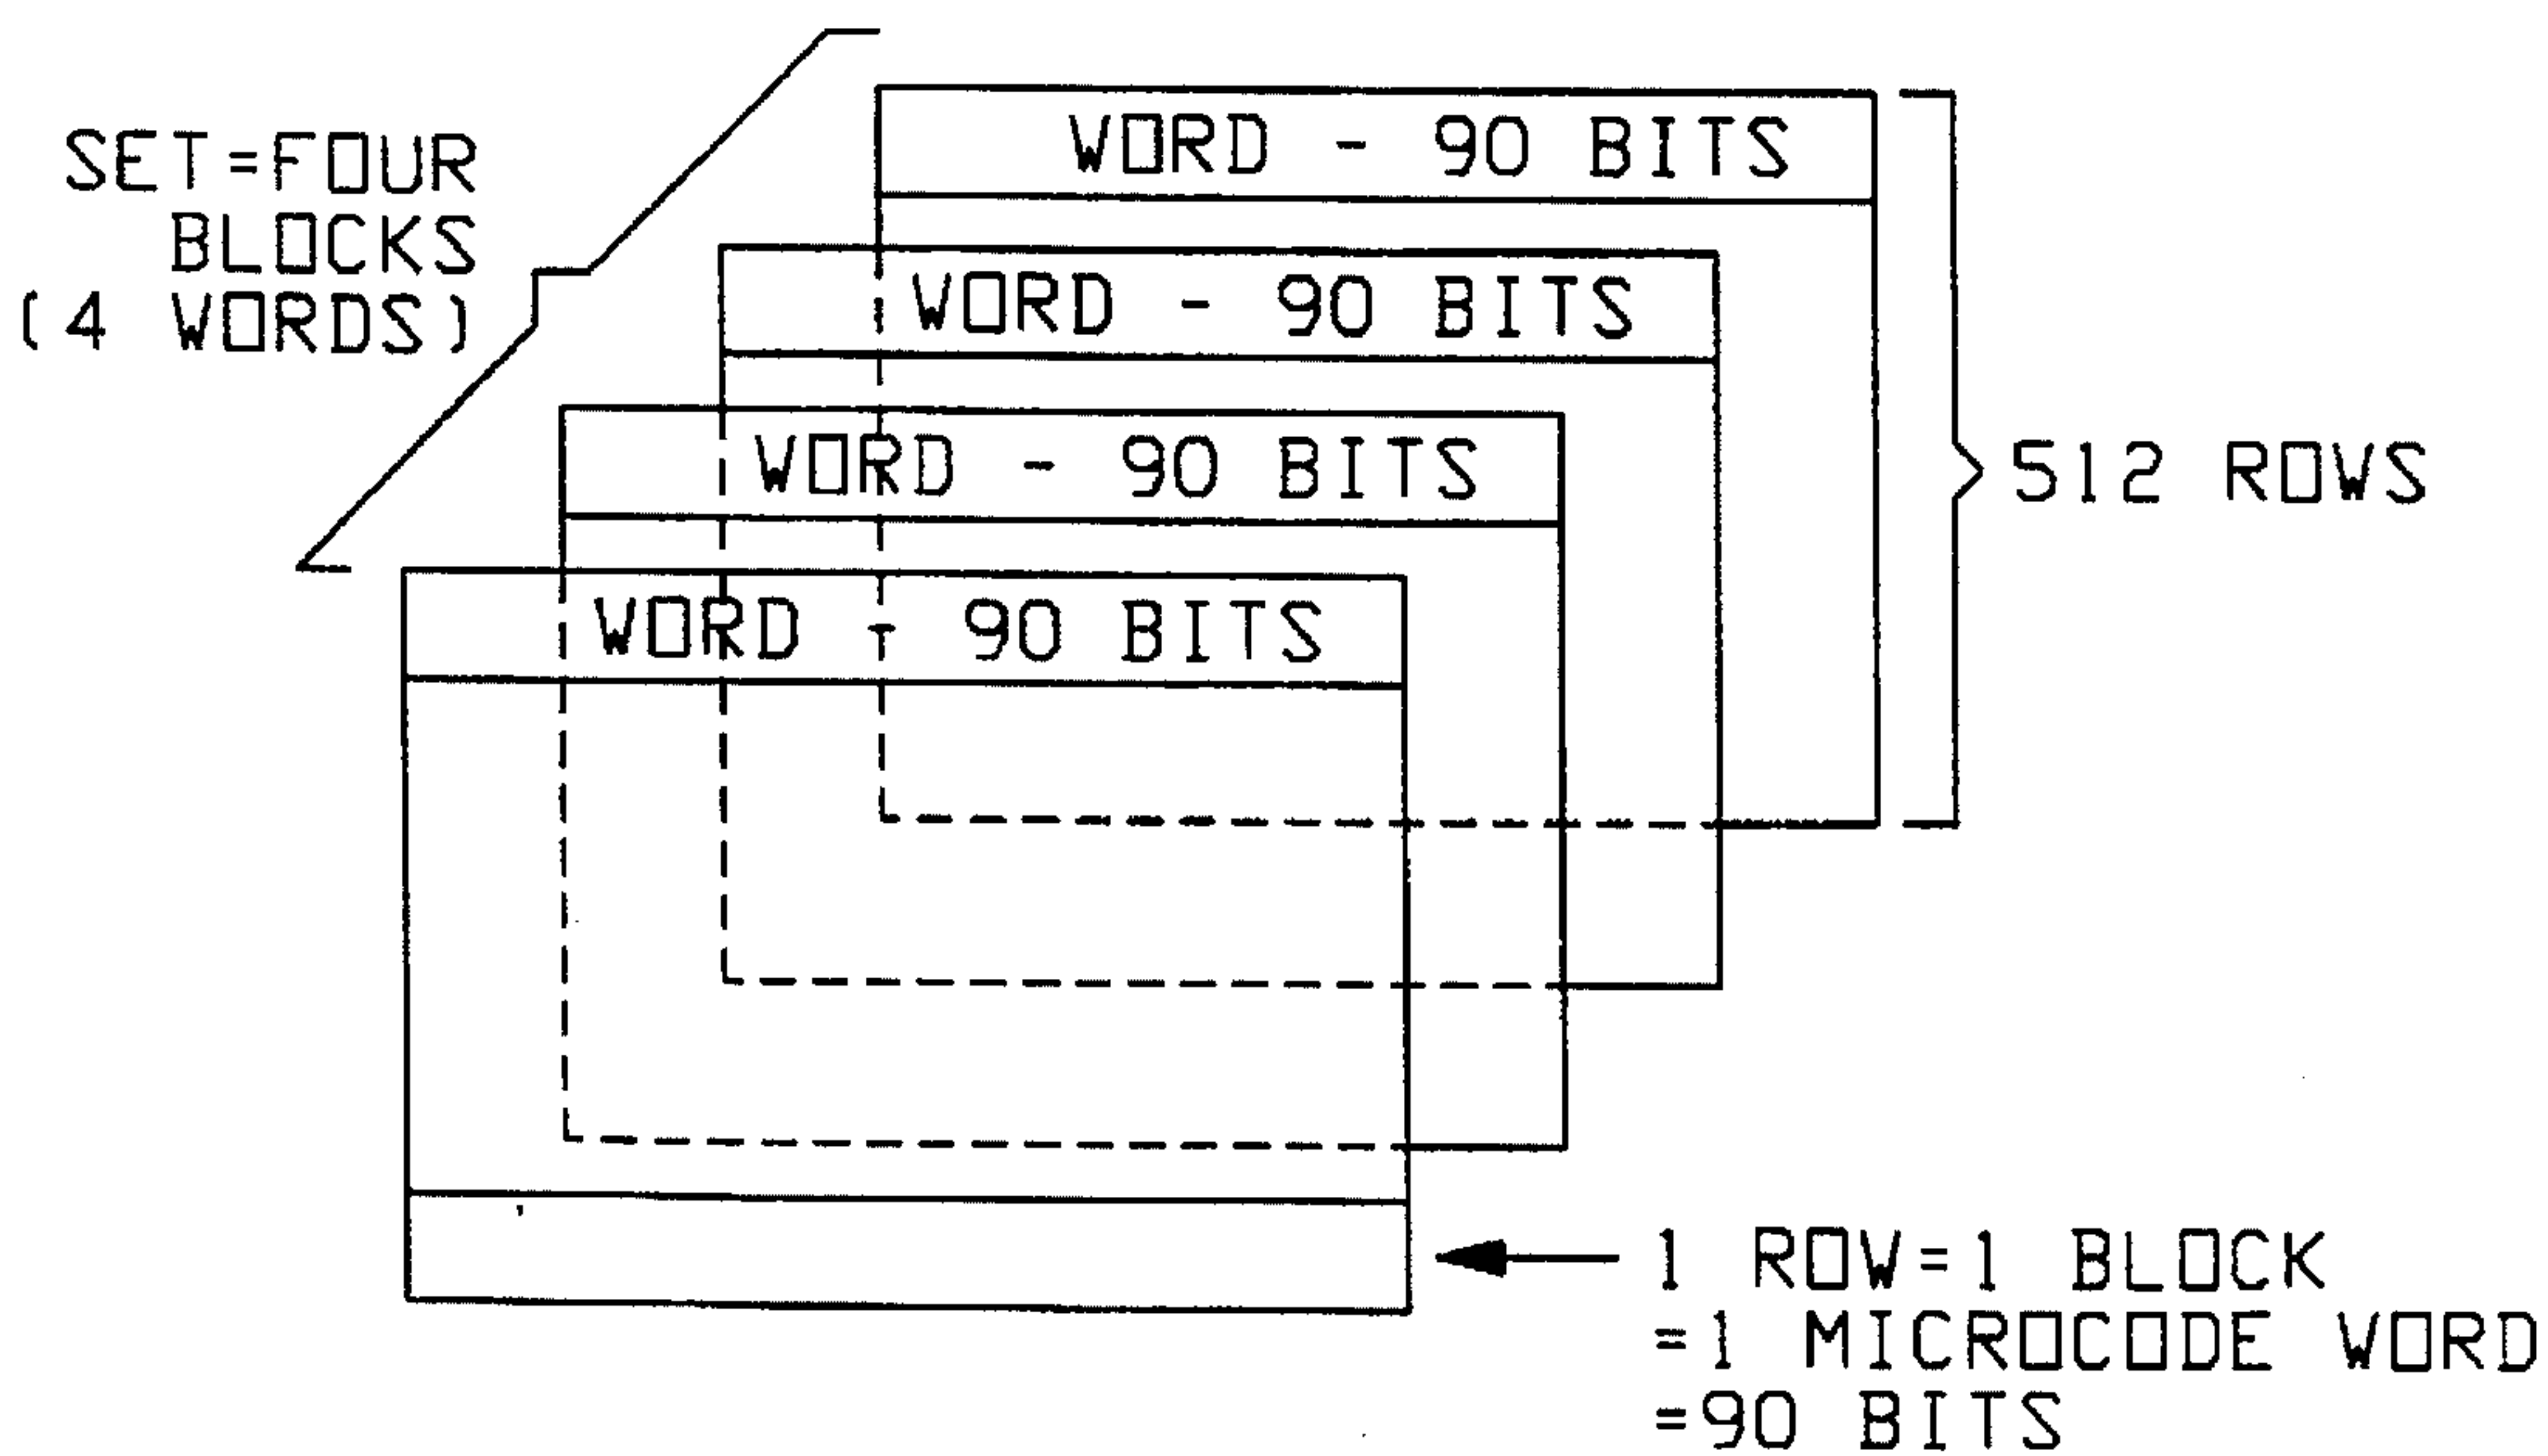 SET=FOUR
BLOCKS
(4 WORDS)
WORD - 90 BITS
WORD - 90 BITS
WORD - 90 BITS
WORD - 90 BITS
512 ROWS
1 ROW=1 BLOCK
=1 MICROCODE WORD
=90 BITS